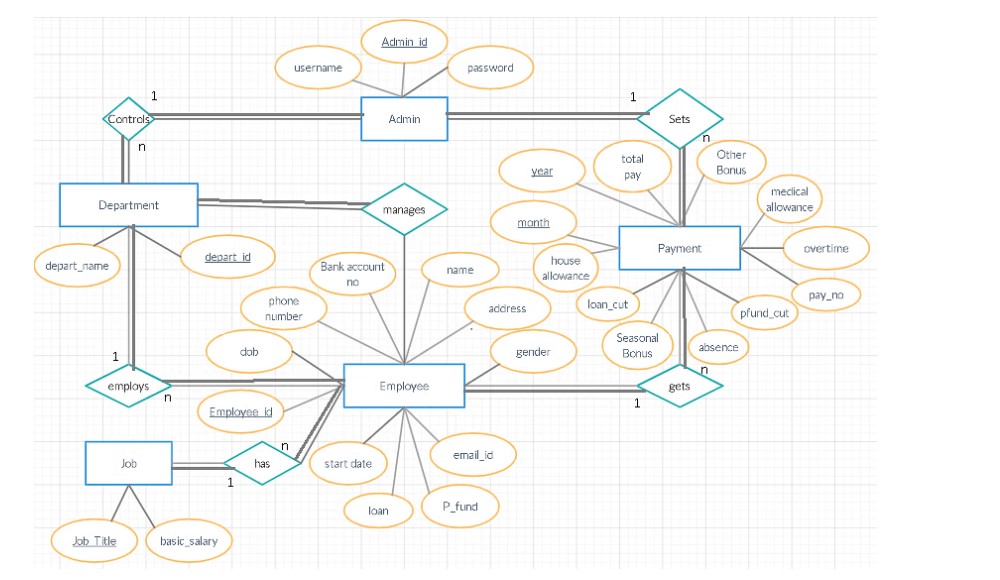 Admin_id
username
password
1
1
Controls
Admin
Sets
n
n
year
total
pay
Other
Bonus
medical
allowance
Department
manages
month
Payment
overtime
depart_name
depart_id
house
allowance
Bank account
no
name
pay_no
phone
number
address
loan_cut
pfund_cut
Seasonal
Bonus
absence
dob
gender
1
employs
n
Employee
n
gets
1
Employee_id
n
Job
has
1
start date
email_id
loan
P_fund
Job_Title
basic_salary